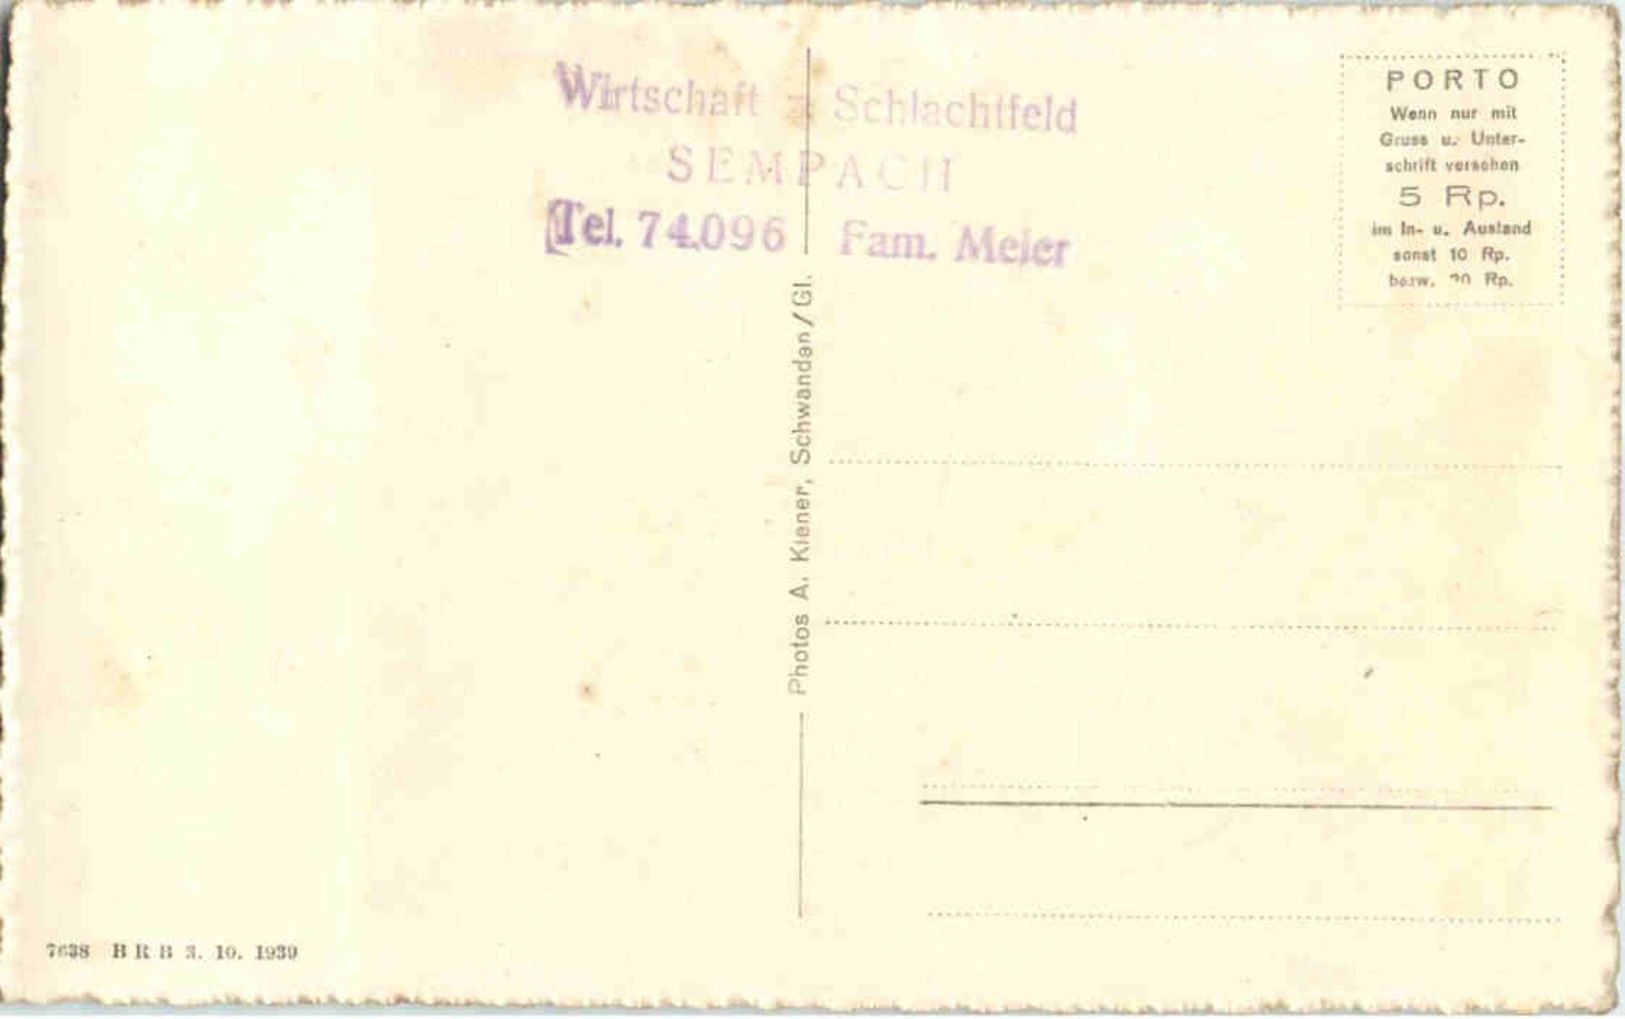 Wirtschaft z. Schlachtfeld
SEMPACH
Tel. 74.096 Fam. Meier
PORTO
Wenn nur mit
Gruss u. Unter-
schrift versehen
5 Rp.
im In- u. Ausland
sonst 10 Rp.
bezw. 20 Rp.
Photos A. Kiener, Schwanden/Gl.
7638 B R B 3. 10. 1939